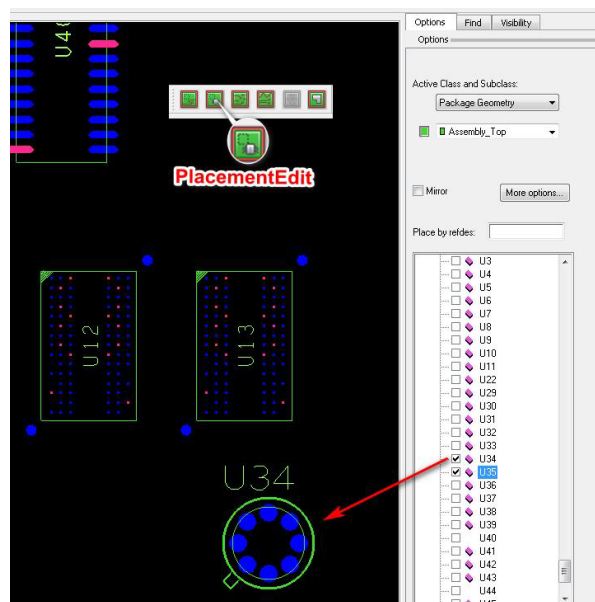 Options
Find
Visibility
Options
Active Class and Subclass:
Package Geometry
Assembly_Top
Mirror
More options...
Place by refdes:
U3
U4
U5
U6
U7
U8
U9
U10
U11
U22
U29
U30
U31
U32
U33
U34
U35
U36
U37
U38
U39
U40
U41
U42
U43
U44
PlacementEdit
U12
U13
U34